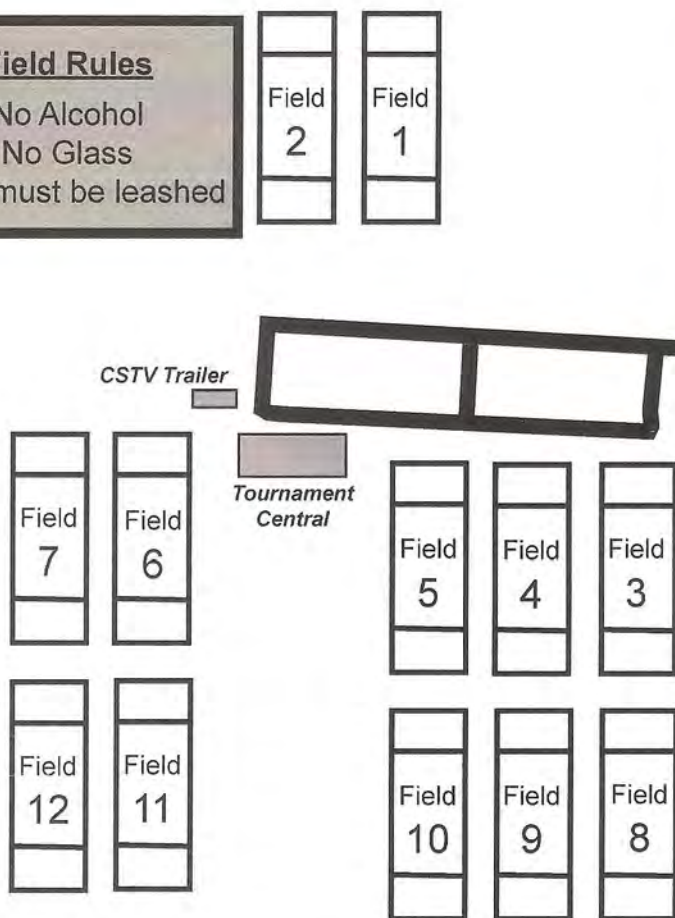 ield Rules
No Alcohol
No Glass
must be leashed
Field
2
Field
1
CSTV Trailer
Tournament
Central
Field
7
Field
6
Field
5
Field
4
Field
3
Field
12
Field
11
Field
10
Field
9
Field
8